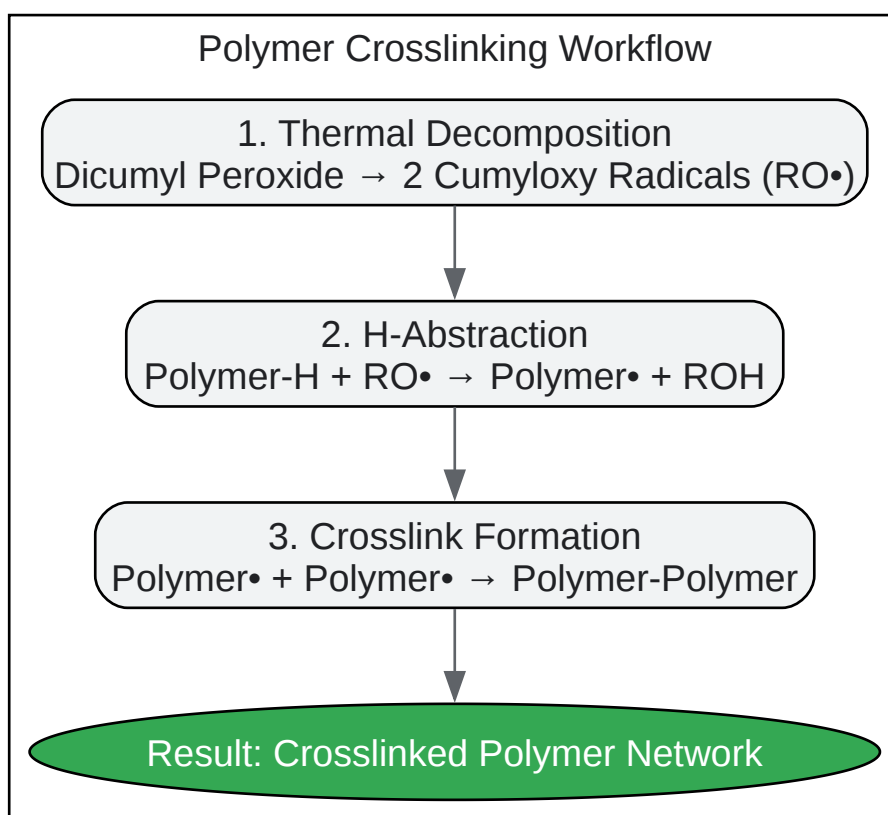 Polymer Crosslinking Workflow
1. Thermal Decomposition
Dicumyl Peroxide → 2 Cumyloxy Radicals (RO•)
2. H-Abstraction
Polymer-H + RO• → Polymer• + ROH
3. Crosslink Formation
Polymer• + Polymer• → Polymer-Polymer
Result: Crosslinked Polymer Network